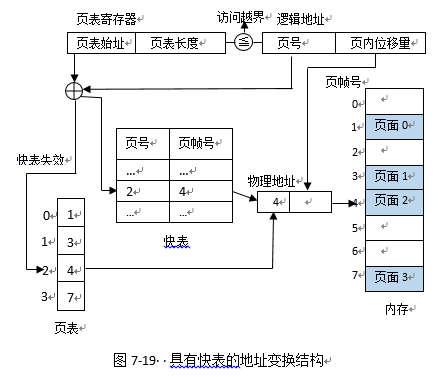 页表寄存器 访问越界 逻辑地址
页表始址 页表长度 ≦ 页号 页内位移量
页帧号
0
1 页面 0
2
3 页面 1
4 页面 2
5
6
7 页面 3
内存
快表失效
页号 页帧号
… …
2 4
… …
快表
物理地址
4
0 1
1 3
2 4
3 7
页表
图 7-19··具有快表的地址变换结构